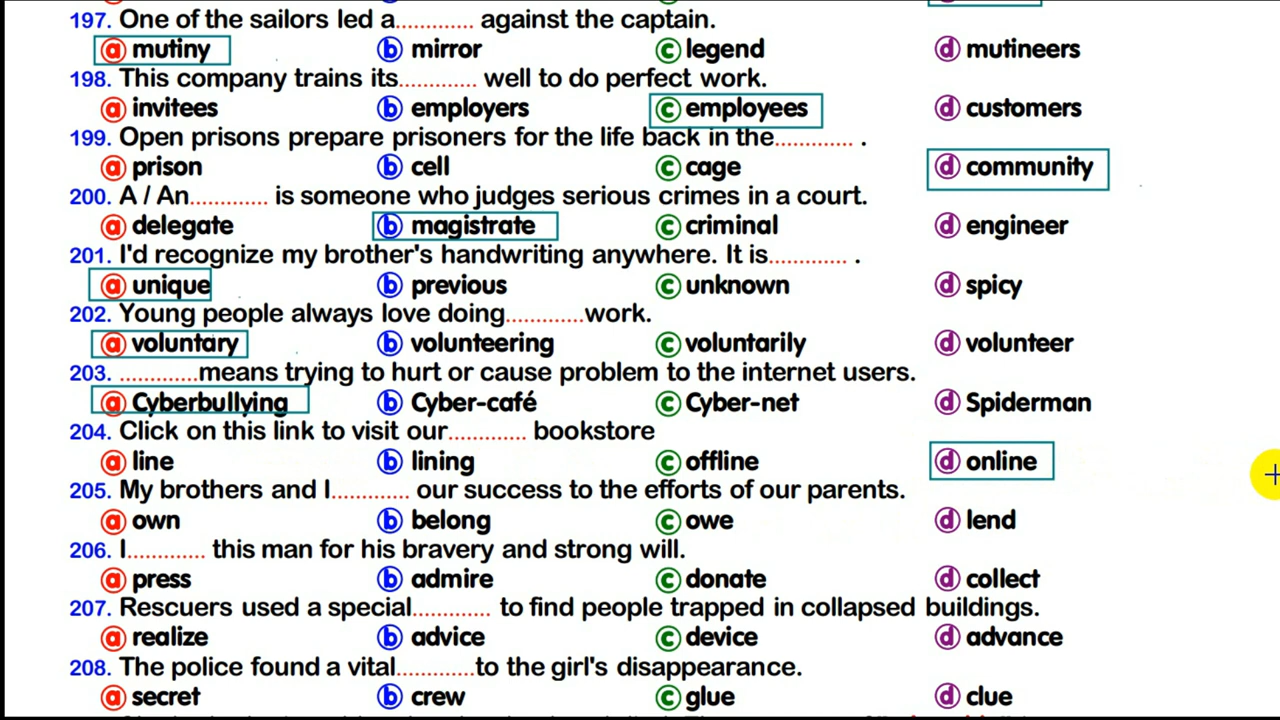 197. One of the sailors led a............. against the captain.
a mutiny b mirror c legend d mutineers
198. This company trains its............. well to do perfect work.
a invitees b employers c employees d customers
199. Open prisons prepare prisoners for the life back in the............. .
a prison b cell c cage d community
200. A / An............. is someone who judges serious crimes in a court.
a delegate b magistrate c criminal d engineer
201. I'd recognize my brother's handwriting anywhere. It is............. .
a unique b previous c unknown d spicy
202. Young people always love doing.............work.
a voluntary b volunteering c voluntarily d volunteer
203. .............means trying to hurt or cause problem to the internet users.
a Cyberbullying b Cyber-café c Cyber-net d Spiderman
204. Click on this link to visit our............. bookstore
a line b lining c offline d online
205. My brothers and I............. our success to the efforts of our parents.
a own b belong c owe d lend
206. I............. this man for his bravery and strong will.
a press b admire c donate d collect
207. Rescuers used a special............. to find people trapped in collapsed buildings.
a realize b advice c device d advance
208. The police found a vital.............to the girl's disappearance.
a secret b crew c glue d clue